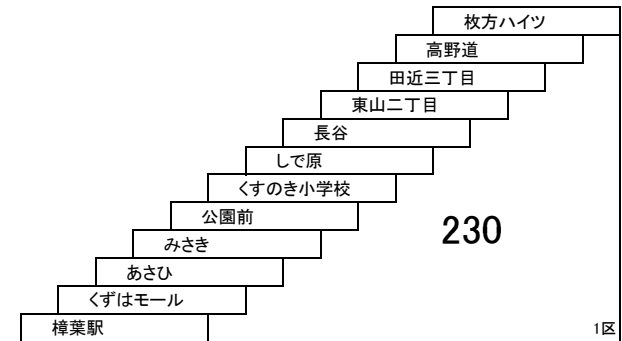 枚方ハイツ
高野道
田近三丁目
東山二丁目
長谷
しで原
くすのき小学校
公園前
230
みさき
あさひ
くずはモール
樟葉駅
1区